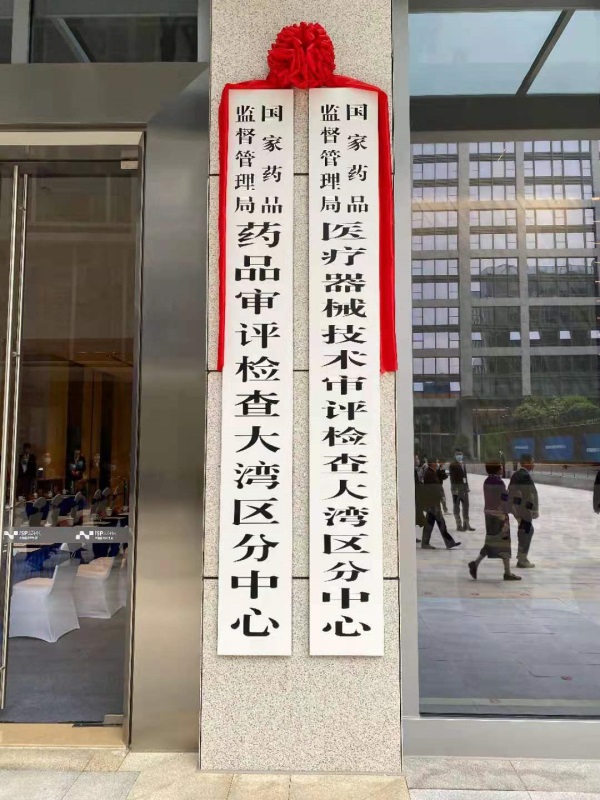 国家药品
监督管理局
医疗器械技术审评检查大湾区分中心
国家药品
监督管理局
药品审评检查大湾区分中心